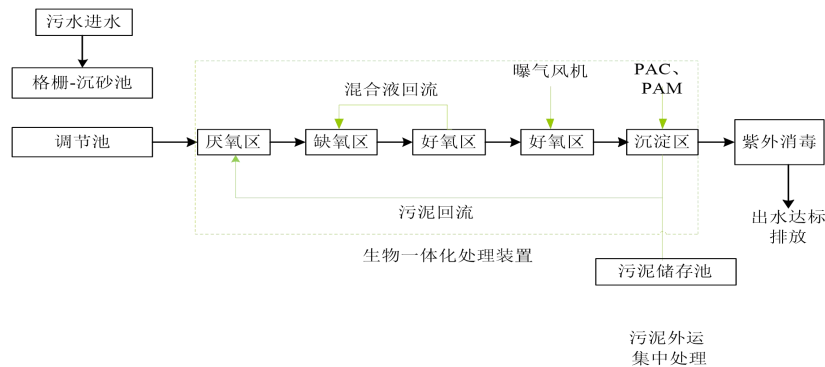 污水进水
格栅-沉砂池
调节池
厌氧区
缺氧区
好氧区
好氧区
沉淀区
紫外消毒
混合液回流
曝气风机
PAC、
PAM
污泥回流
出水达标
排放
生物一体化处理装置
污泥储存池
污泥外运
集中处理